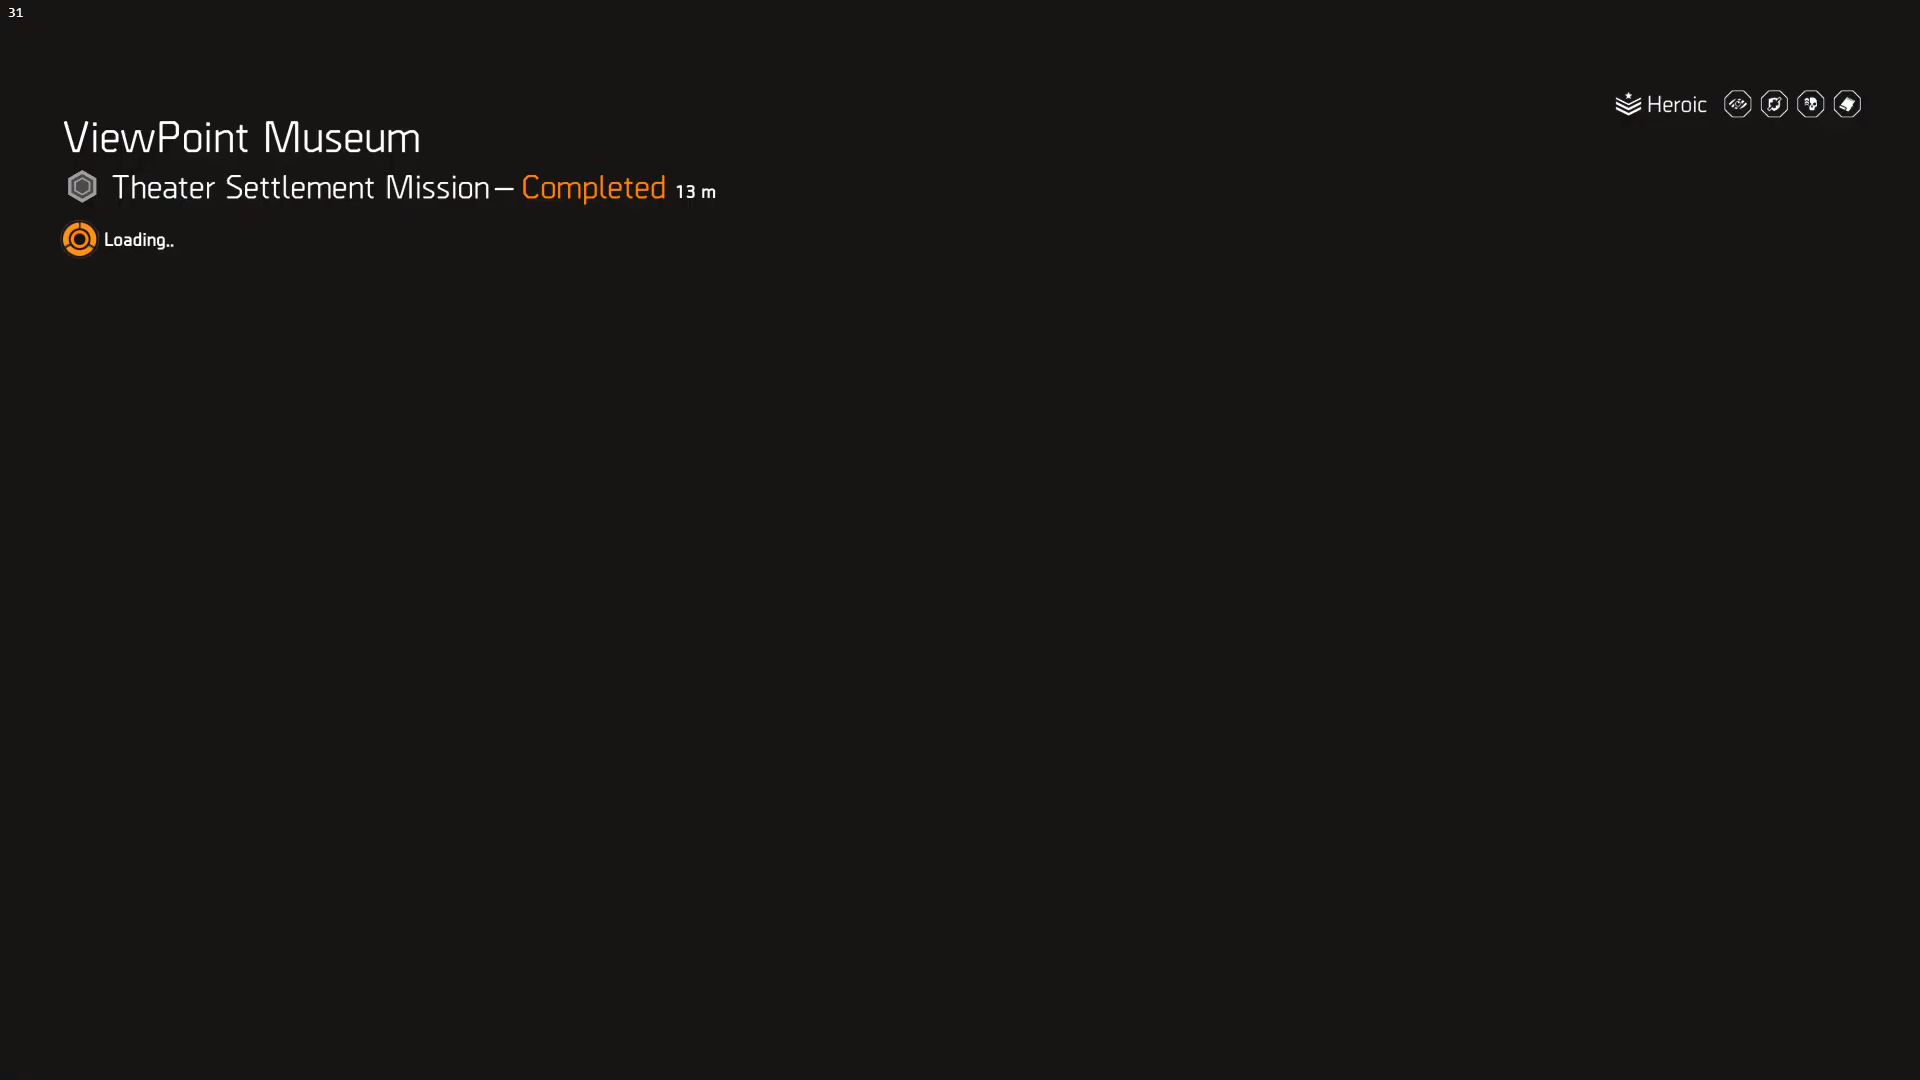 31
Heroic
ViewPoint Museum
Theater Settlement Mission – Completed 13 m
Loading..